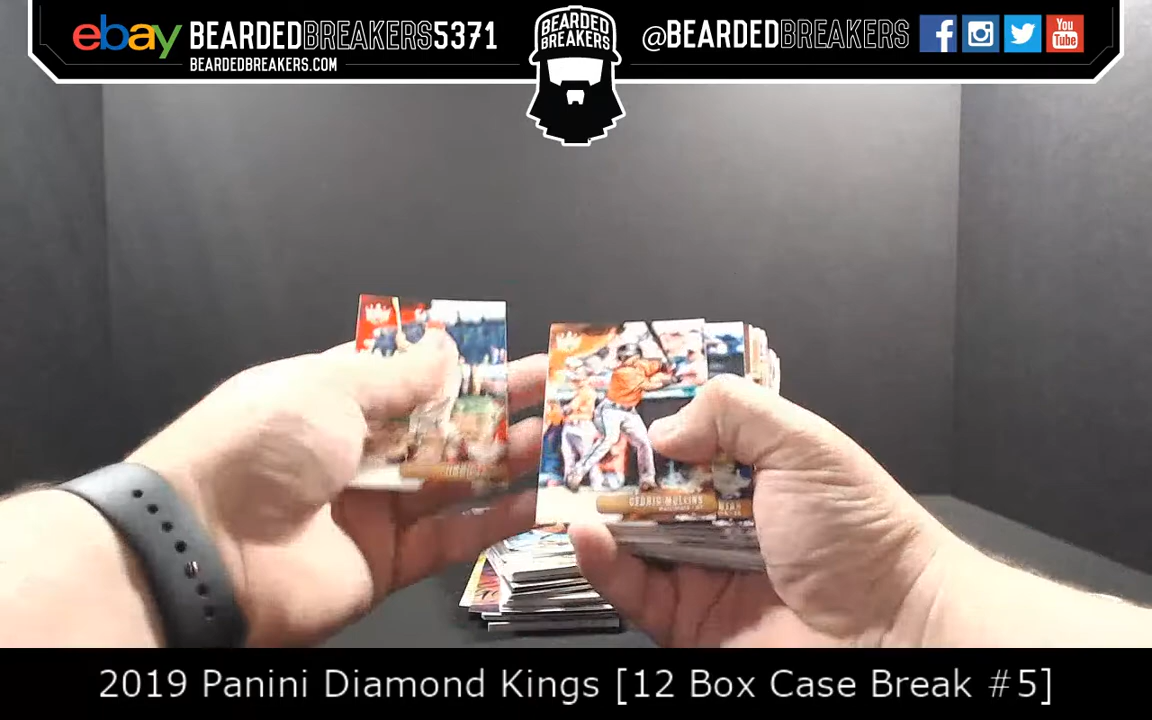 ebay BEARDEDBREAKERS5371
BEARDEDBREAKERS.COM
BEARDED
BREAKERS
@BEARDEDBREAKERS
f
You
Tube
CEDRIC MULLINS
2019 Panini Diamond Kings [12 Box Case Break #5]